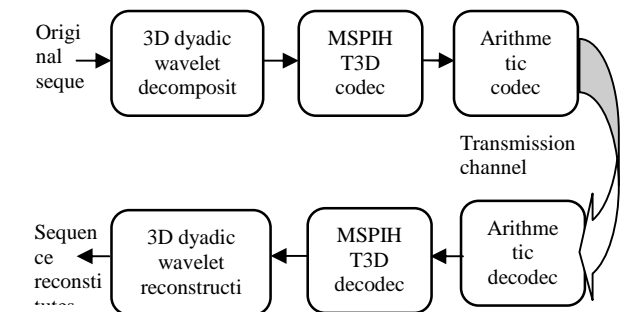 Origi
nal
seque
3D dyadic
wavelet
decomposit
MSPIH
T3D
codec
Arithme
tic
codec
Transmission
channel
Sequen
ce
reconsti
3D dyadic
wavelet
reconstructi
MSPIH
T3D
decodec
Arithme
tic
decodec